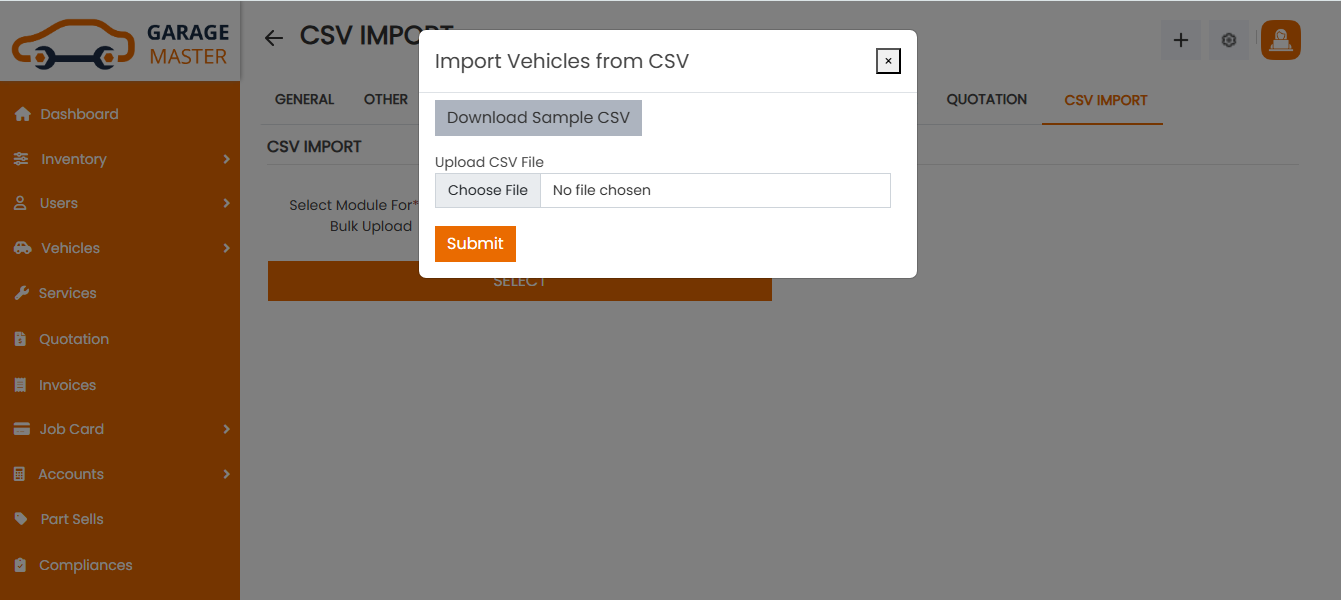 GARAGE
MASTER
CSV IMPORT
Import Vehicles from CSV
×
Download Sample CSV
Upload CSV File
Choose File No file chosen
Submit
GENERAL OTHER QUOTATION CSV IMPORT
CSV IMPORT
Select Module For*
Bulk Upload
SELECT
Dashboard
Inventory
Users
Vehicles
Services
Quotation
Invoices
Job Card
Accounts
Part Sells
Compliances